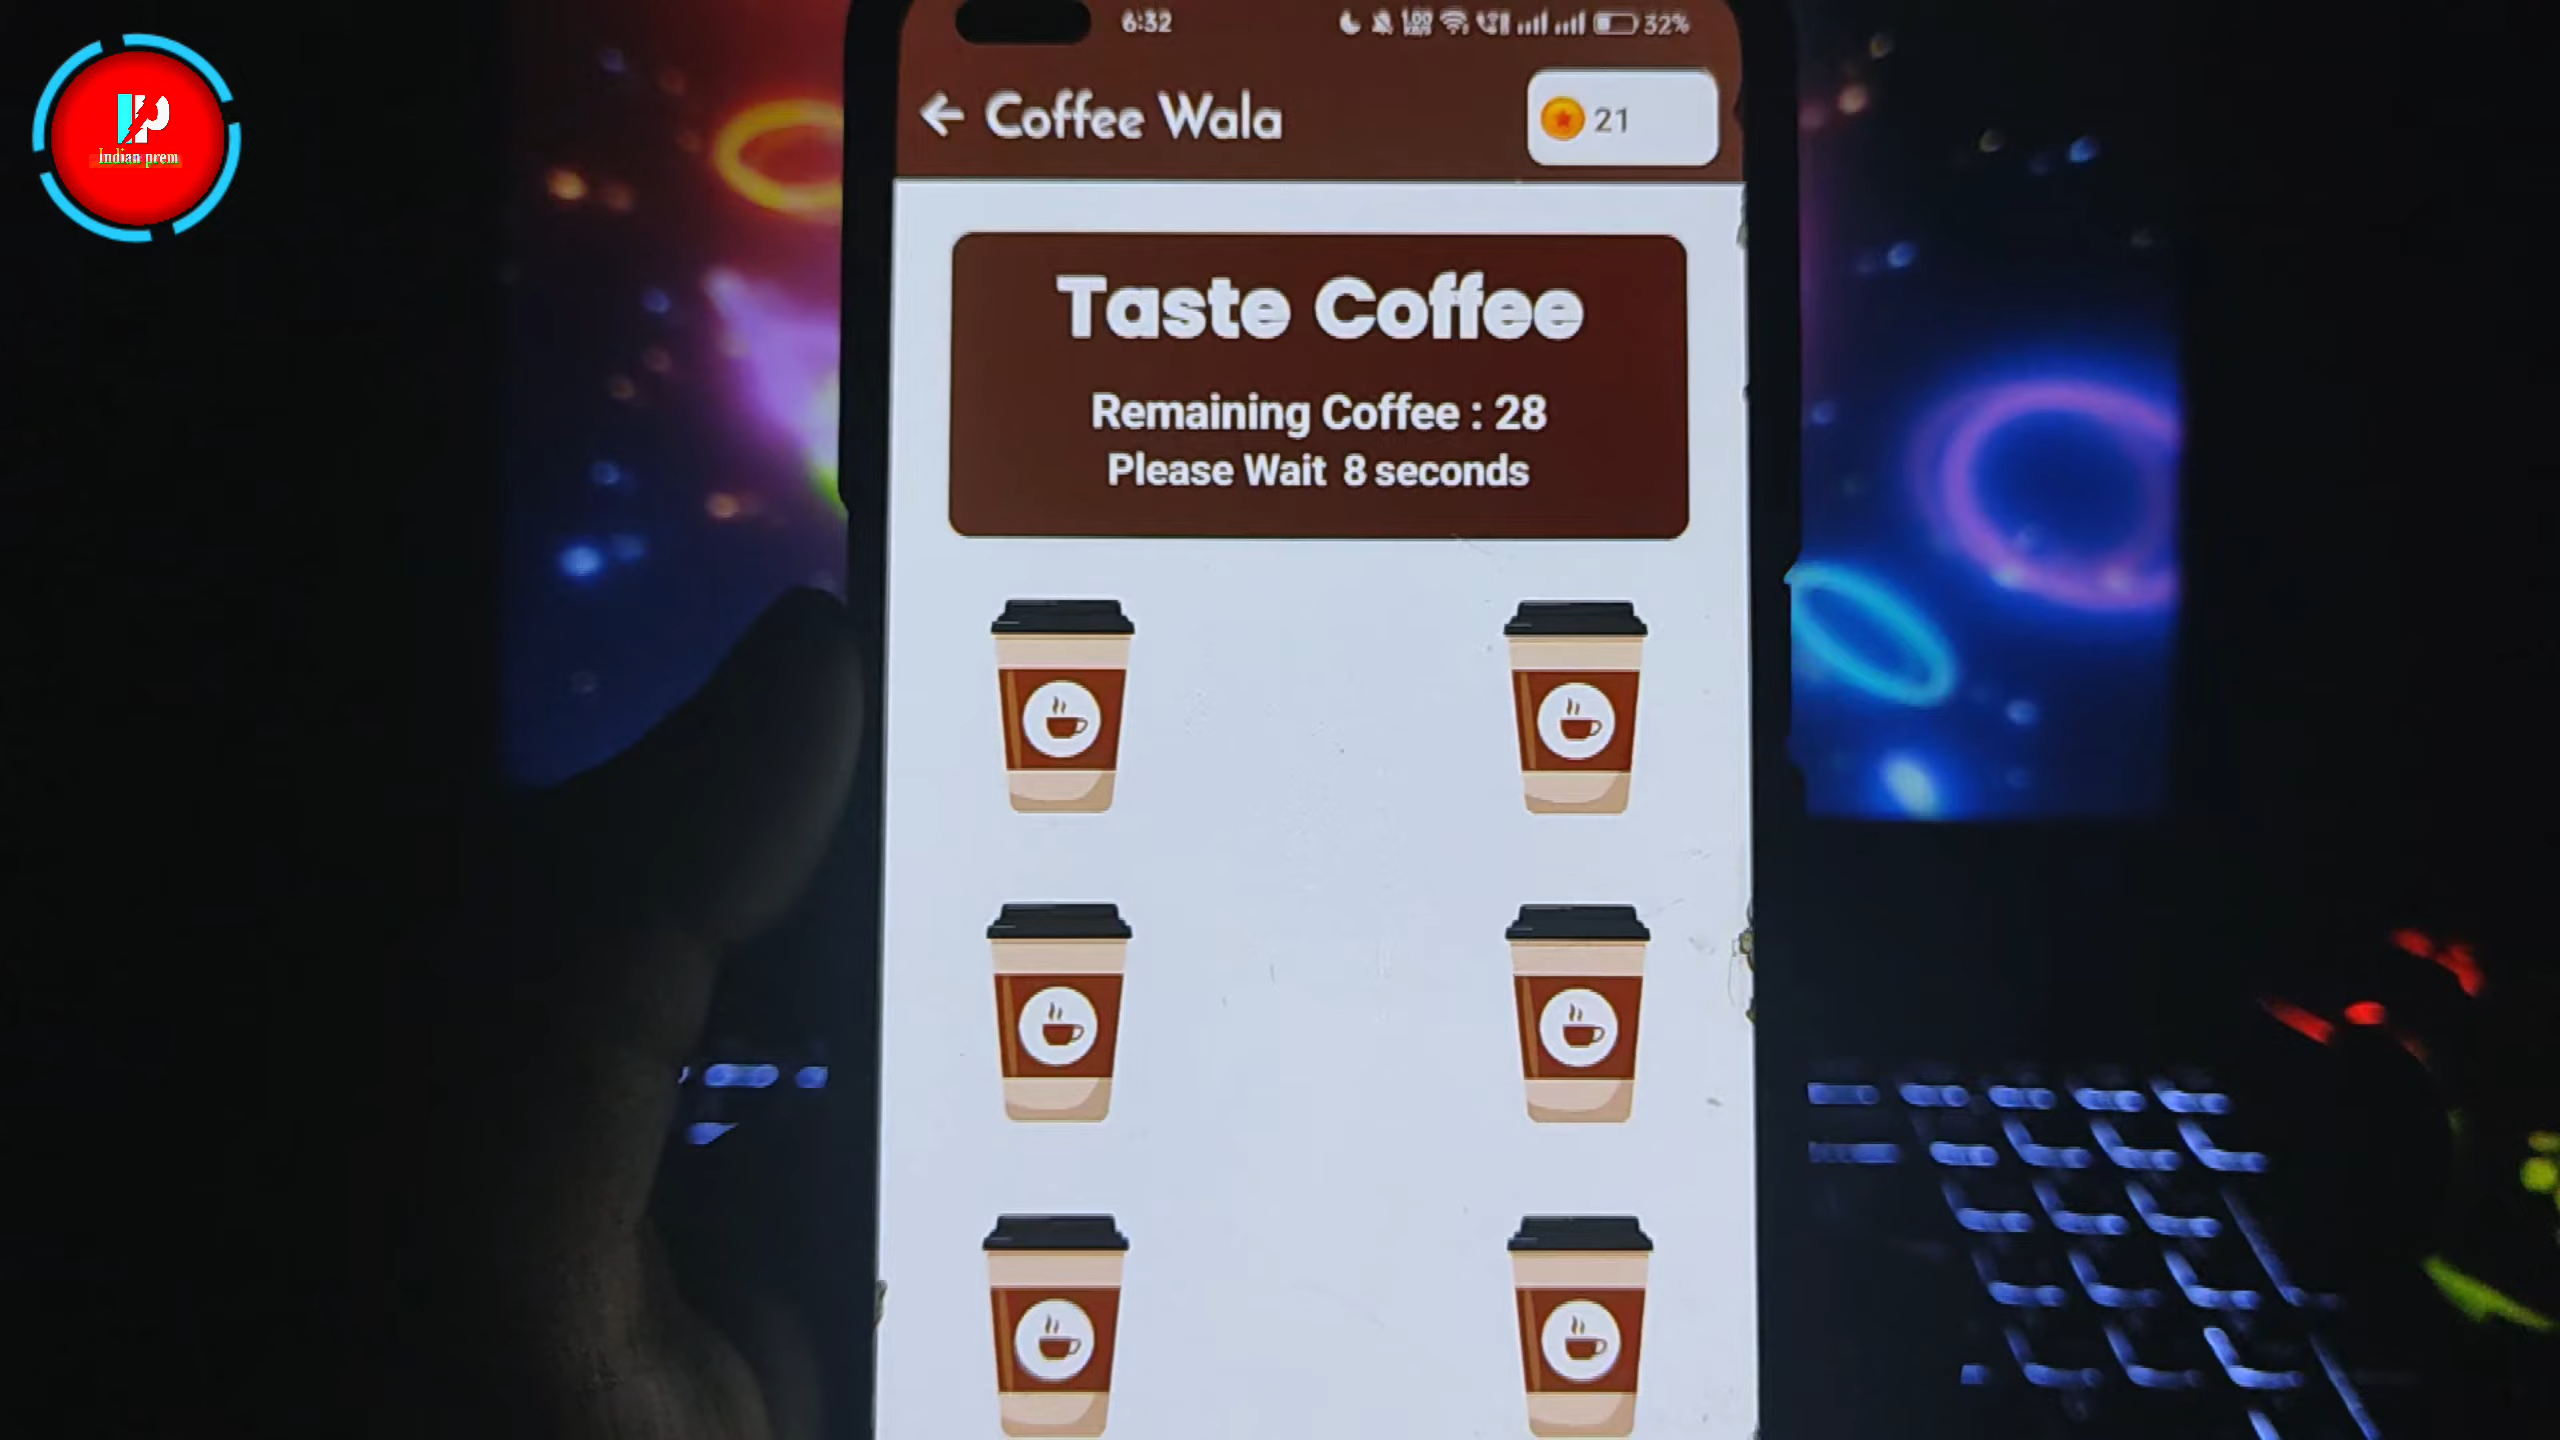 Indian prem
6:32
32%
Coffee Wala
21
Taste Coffee
Remaining Coffee : 28
Please Wait 8 seconds